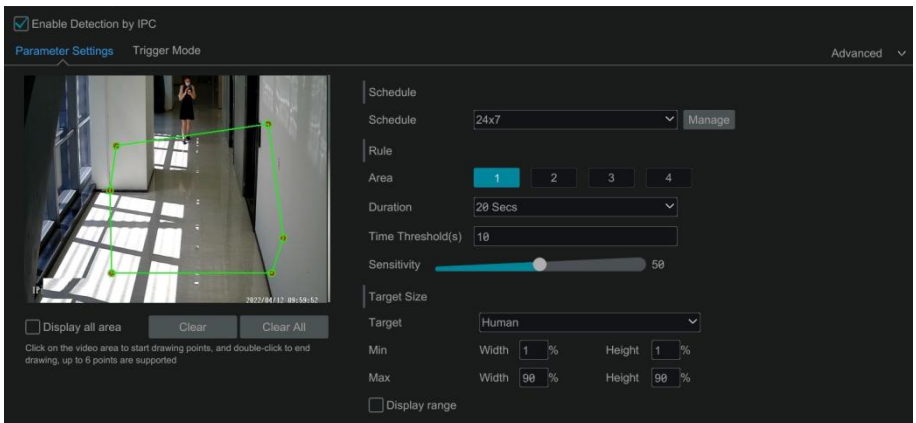 Enable Detection by IPC
Parameter Settings Trigger Mode Advanced
2022/04/12 09:59:52
Display all area Clear Clear All
Click on the video area to start drawing points, and double-click to end
drawing, up to 6 points are supported
Schedule
Schedule 24x7 Manage
Rule
Area 1 2 3 4
Duration 20 Secs
Time Threshold(s) 10
Sensitivity 50
Target Size
Target Human
Min Width 1 % Height 1 %
Max Width 90 % Height 90 %
Display range